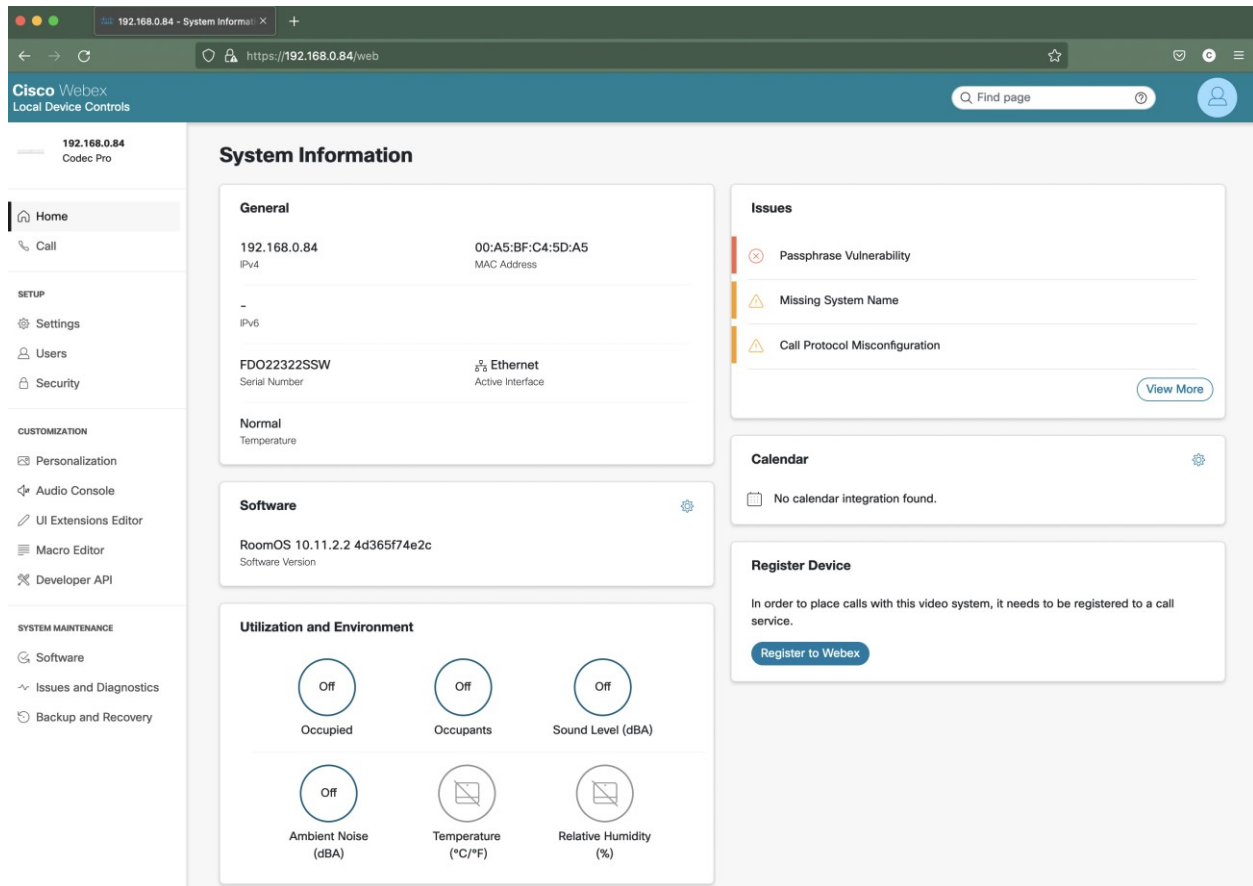 192.168.0.84 - System Informati
https://192.168.0.84/web
C
Cisco Webex
Local Device Controls
Find page
192.168.0.84
Codec Pro
Home
Call
SETUP
Settings
Users
Security
CUSTOMIZATION
Personalization
Audio Console
UI Extensions Editor
Macro Editor
Developer API
SYSTEM MAINTENANCE
Software
Issues and Diagnostics
Backup and Recovery
System Information
General
192.168.0.84
IPv4
00:A5:BF:C4:5D:A5
MAC Address
-
IPv6
FDO22322SSW
Serial Number
Ethernet
Active Interface
Normal
Temperature
Software
RoomOS 10.11.2.2 4d365f74e2c
Software Version
Utilization and Environment
Off
Occupied
Off
Occupants
Off
Sound Level (dBA)
Off
Ambient Noise
(dBA)
Temperature
(°C/°F)
Relative Humidity
(%)
Issues
Passphrase Vulnerability
Missing System Name
Call Protocol Misconfiguration
View More
Calendar
No calendar integration found.
Register Device
In order to place calls with this video system, it needs to be registered to a call
service.
Register to Webex